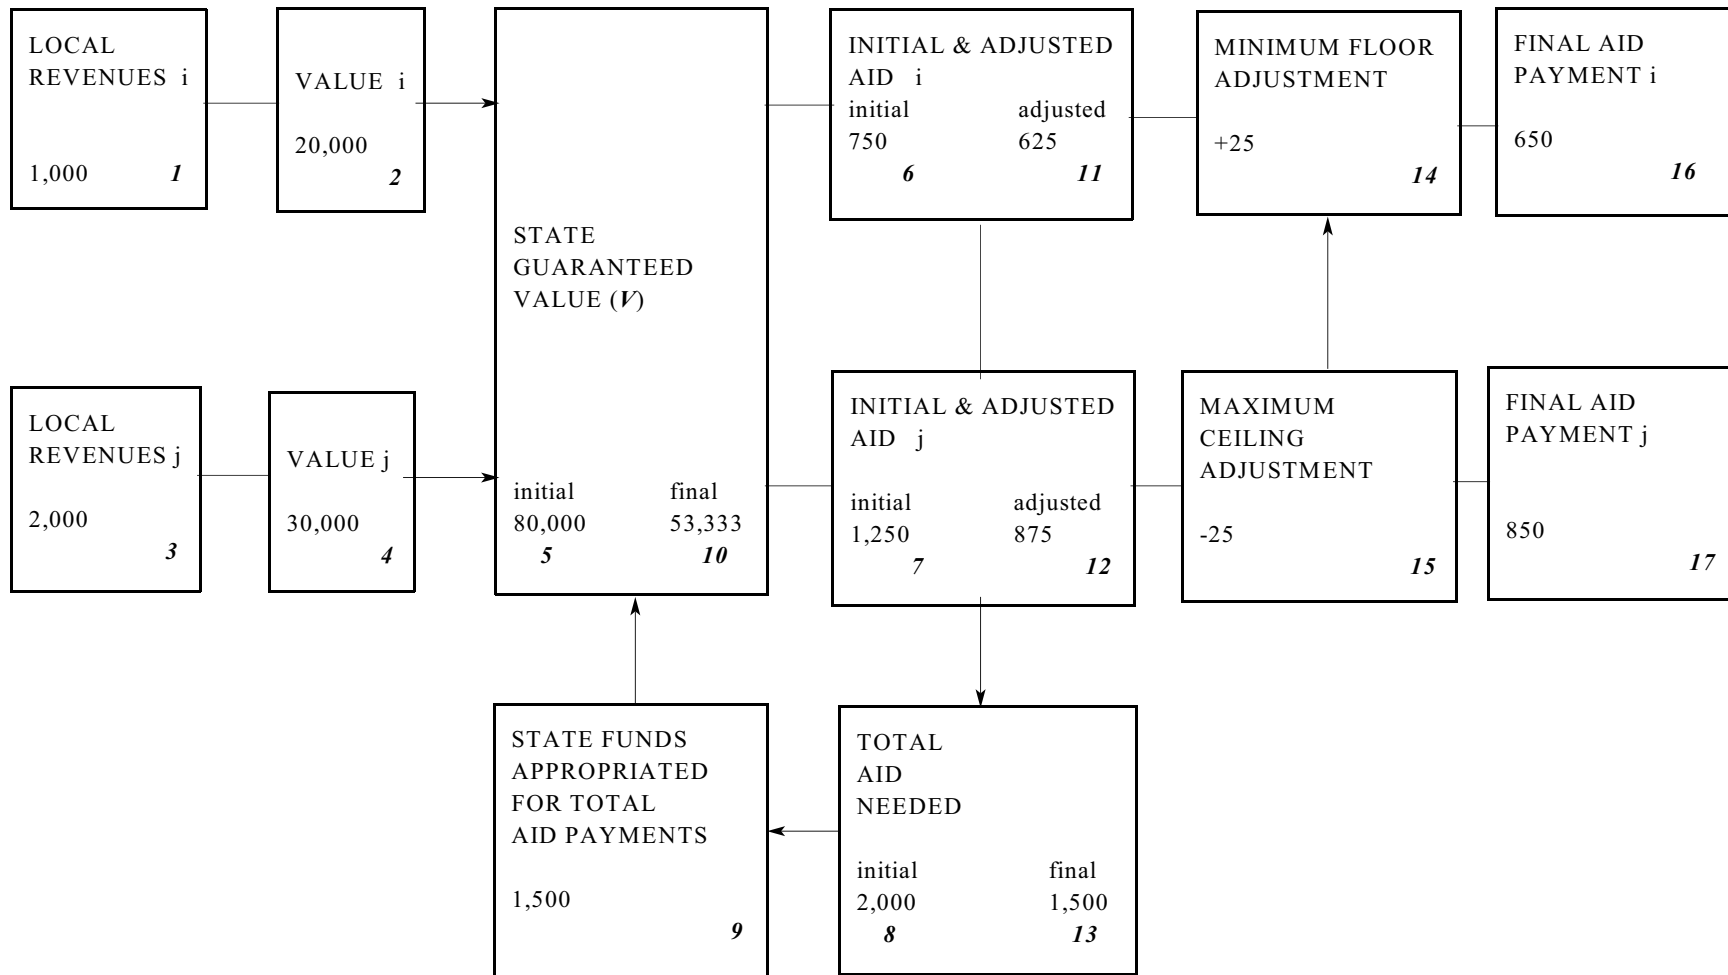 LOCAL
REVENUES i
1,000
1
VALUE i
20,000
2
STATE
GUARANTEED
VALUE (V)
initial final
80,000 53,333
5 10
INITIAL & ADJUSTED
AID i
initial adjusted
750 625
6 11
MINIMUM FLOOR
ADJUSTMENT
+25
14
FINAL AID
PAYMENT i
650
16
LOCAL
REVENUES j
2,000
3
VALUE j
30,000
4
INITIAL & ADJUSTED
AID j
initial adjusted
1,250 875
7 12
MAXIMUM
CEILING
ADJUSTMENT
-25
15
FINAL AID
PAYMENT j
850
17
STATE FUNDS
APPROPRIATED
FOR TOTAL
AID PAYMENTS
1,500
9
TOTAL
AID
NEEDED
initial final
2,000 1,500
8 13